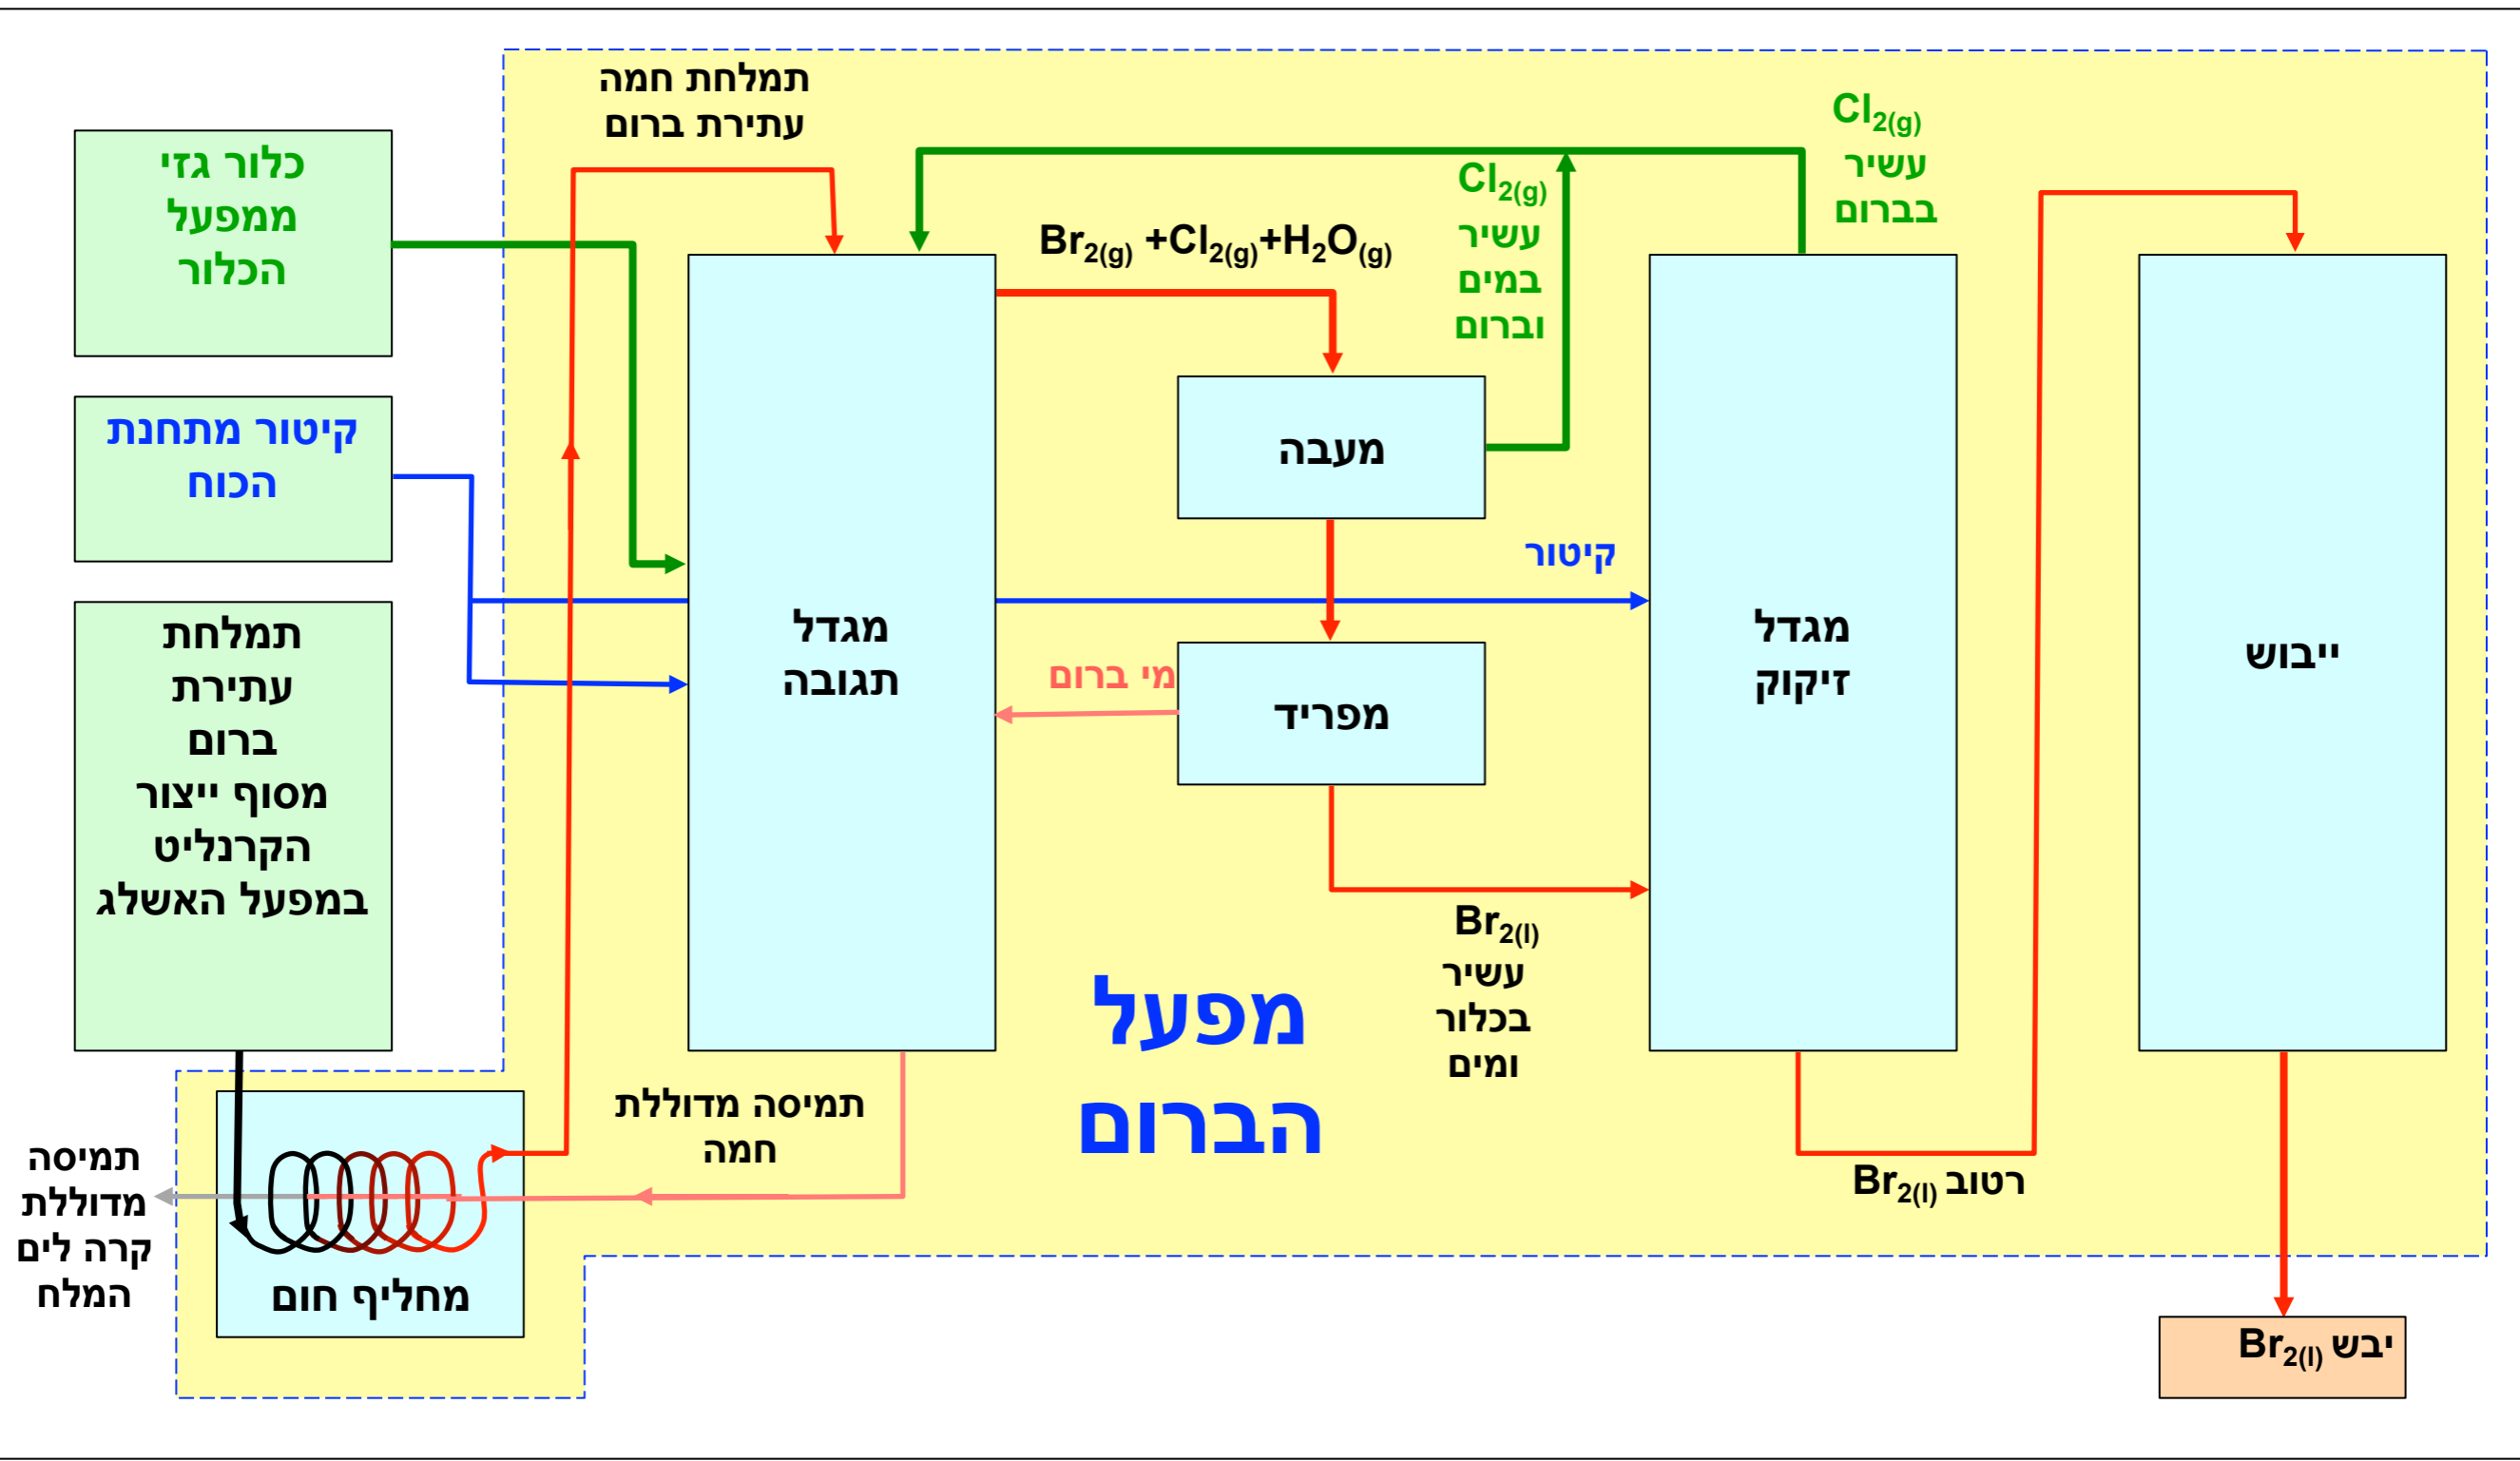 תמלחת חמה
עתירת ברום
Cl2(g)
עשיר
בברום
כלור גזי
ממפעל
הכלור
Cl2(g)
עשיר
במים
וברום
Br2(g) +Cl2(g)+H2O(g)
קיטור מתחנת
הכוח
מעבה
קיטור
תמלחת
עתירת
ברום
מסוף ייצור
הקרנליט
במפעל האשלג
מגדל
תגובה
מי ברום
מפריד
מגדל
זיקוק
ייבוש
Br2(l)
עשיר
בכלור
ומים
מפעל
הברום
תמיסה מדוללת
חמה
תמיסה
מדוללת
קרה לים
המלח
מחליף חום
רטוב Br2(l)
יבש Br2(l)